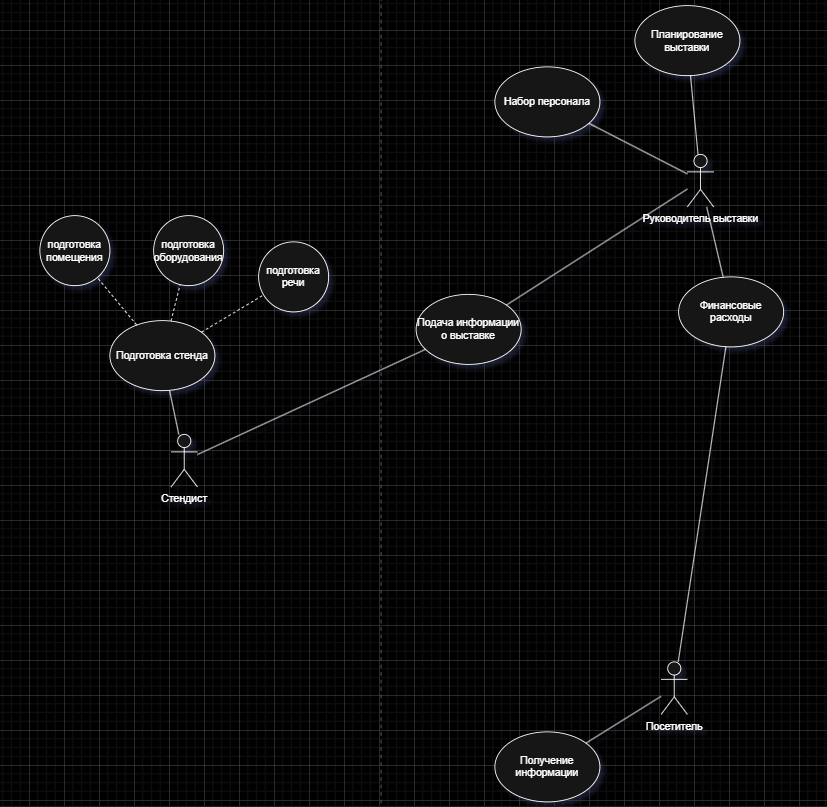 Планирование
выставки
Набор персонала
Руководитель выставки
подготовка
помещения
подготовка
оборудования
подготовка
речи
Финансовые
расходы
Подача информации
о выставке
Подготовка стенда
Стендист
Посетитель
Получение
информации